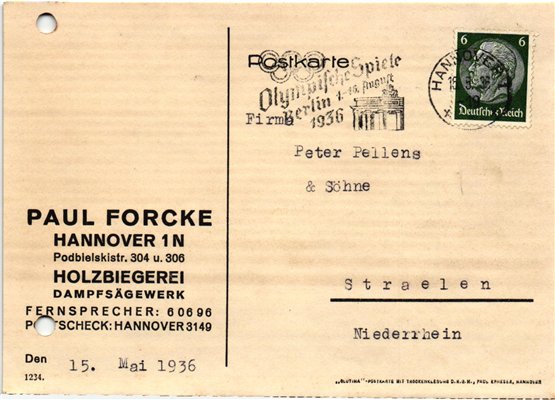 Postkarte
Olympische Spiele
Berlin 1.-16. August
1936
HANNOVER
6 6
Deutsches Reich
Firma
Peter Pellens
& Söhne
Straelen
Niederrhein
PAUL FORCKE
HANNOVER 1 N
Podbielskistr. 304 u. 306
HOLZBIEGEREI
DAMPFSÄGEWERK
FERNSPRECHER: 60696
POSTSCHECK: HANNOVER 3149
Den 15. Mai 1936
1234.
"GLUTINA"-POSTKARTE MIT TROCKENKLEBUNG D.R.G.M., PAUL EPHESER, HANNOVER